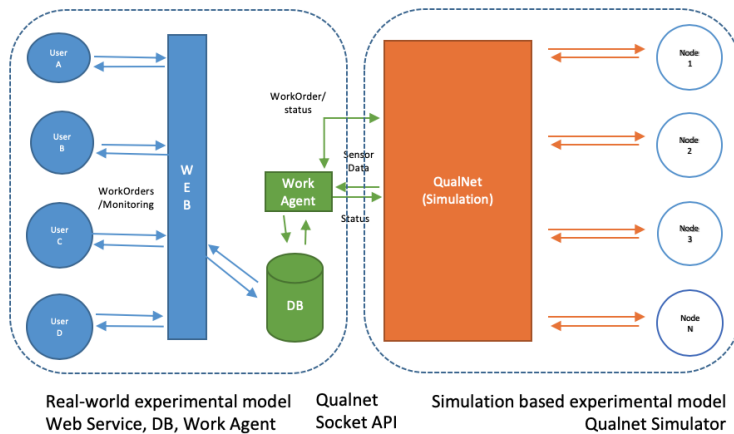 User
A
User
B
WorkOrders
/Monitoring
User
C
User
D
W
E
B
WorkOrder/
status
Sensor
Data
Work
Agent
Status
DB
QualNet
(Simulation)
Node
1
Node
2
Node
3
Node
N
Real-world experimental model
Web Service, DB, Work Agent
Qualnet
Socket API
Simulation based experimental model
Qualnet Simulator